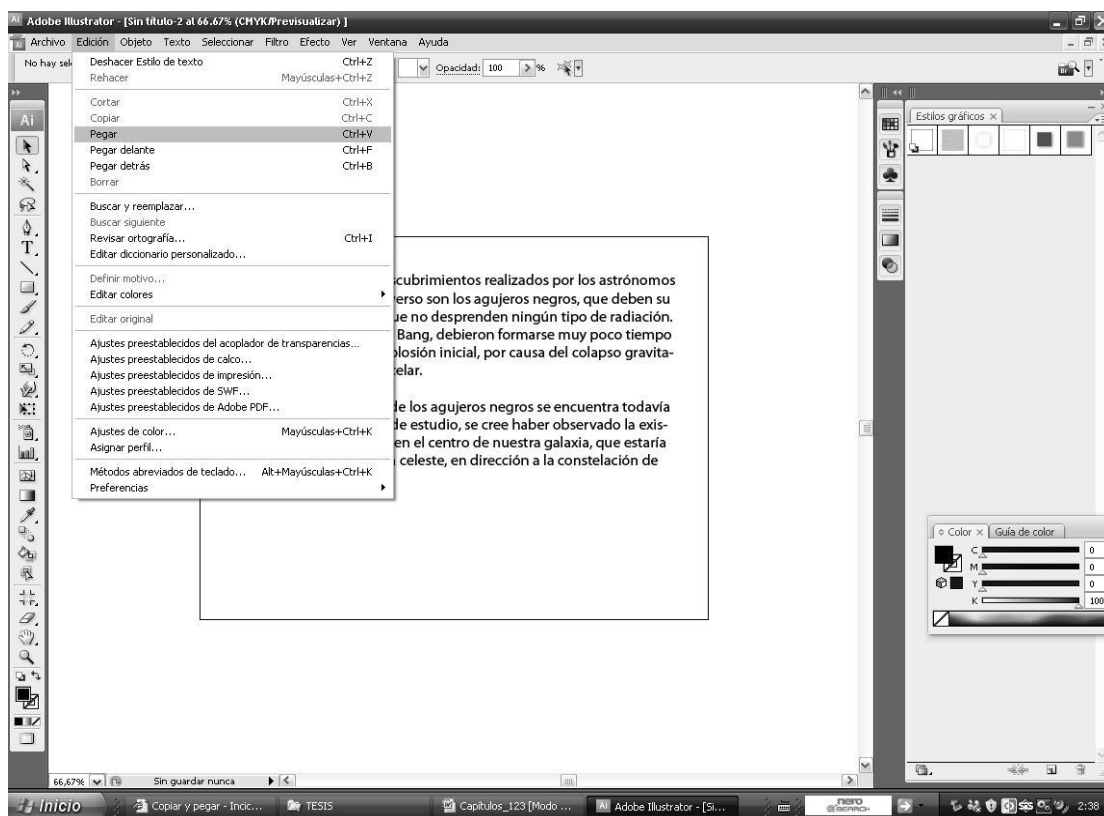 Adobe Illustrator - [Sin título-2 al 66.67% (CMYK/Previsualizar) ]
Archivo Edición Objeto Texto Seleccionar Filtro Efecto Ver Ventana Ayuda
No hay sel
Opacidad: 100 %
Deshacer Estilo de texto Ctrl+Z
Rehacer Mayúsculas+Ctrl+Z
Cortar Ctrl+X
Copiar Ctrl+C
Pegar Ctrl+V
Pegar delante Ctrl+F
Pegar detrás Ctrl+B
Borrar
Buscar y reemplazar...
Buscar siguiente
Revisar ortografía... Ctrl+I
Editar diccionario personalizado...
Definir motivo...
Editar colores
Editar original
Ajustes preestablecidos del acoplador de transparencias...
Ajustes preestablecidos de calco...
Ajustes preestablecidos de impresión...
Ajustes preestablecidos de SWF...
Ajustes preestablecidos de Adobe PDF...
Ajustes de color... Mayúsculas+Ctrl+K
Asignar perfil...
Métodos abreviados de teclado... Alt+Mayúsculas+Ctrl+K
Preferencias
Ai
Br
Estilos gráficos
scubrimientos realizados por los astrónomos
verso son los agujeros negros, que deben su
ue no desprenden ningún tipo de radiación.
Bang, debieron formarse muy poco tiempo
plosión inicial, por causa del colapso gravita-
telar.
de los agujeros negros se encuentra todavía
de estudio, se cree haber observado la exis-
en el centro de nuestra galaxia, que estaría
celeste, en dirección a la constelación de
Color Guía de color
C 0
M 0
Y 0
K 100
66,67% Sin guardar nunca
Inicio Copiar y pegar - Incic... TESIS Capítulos_123 [Modo ... Adobe Illustrator - [Si... nero SEARCH 2:38